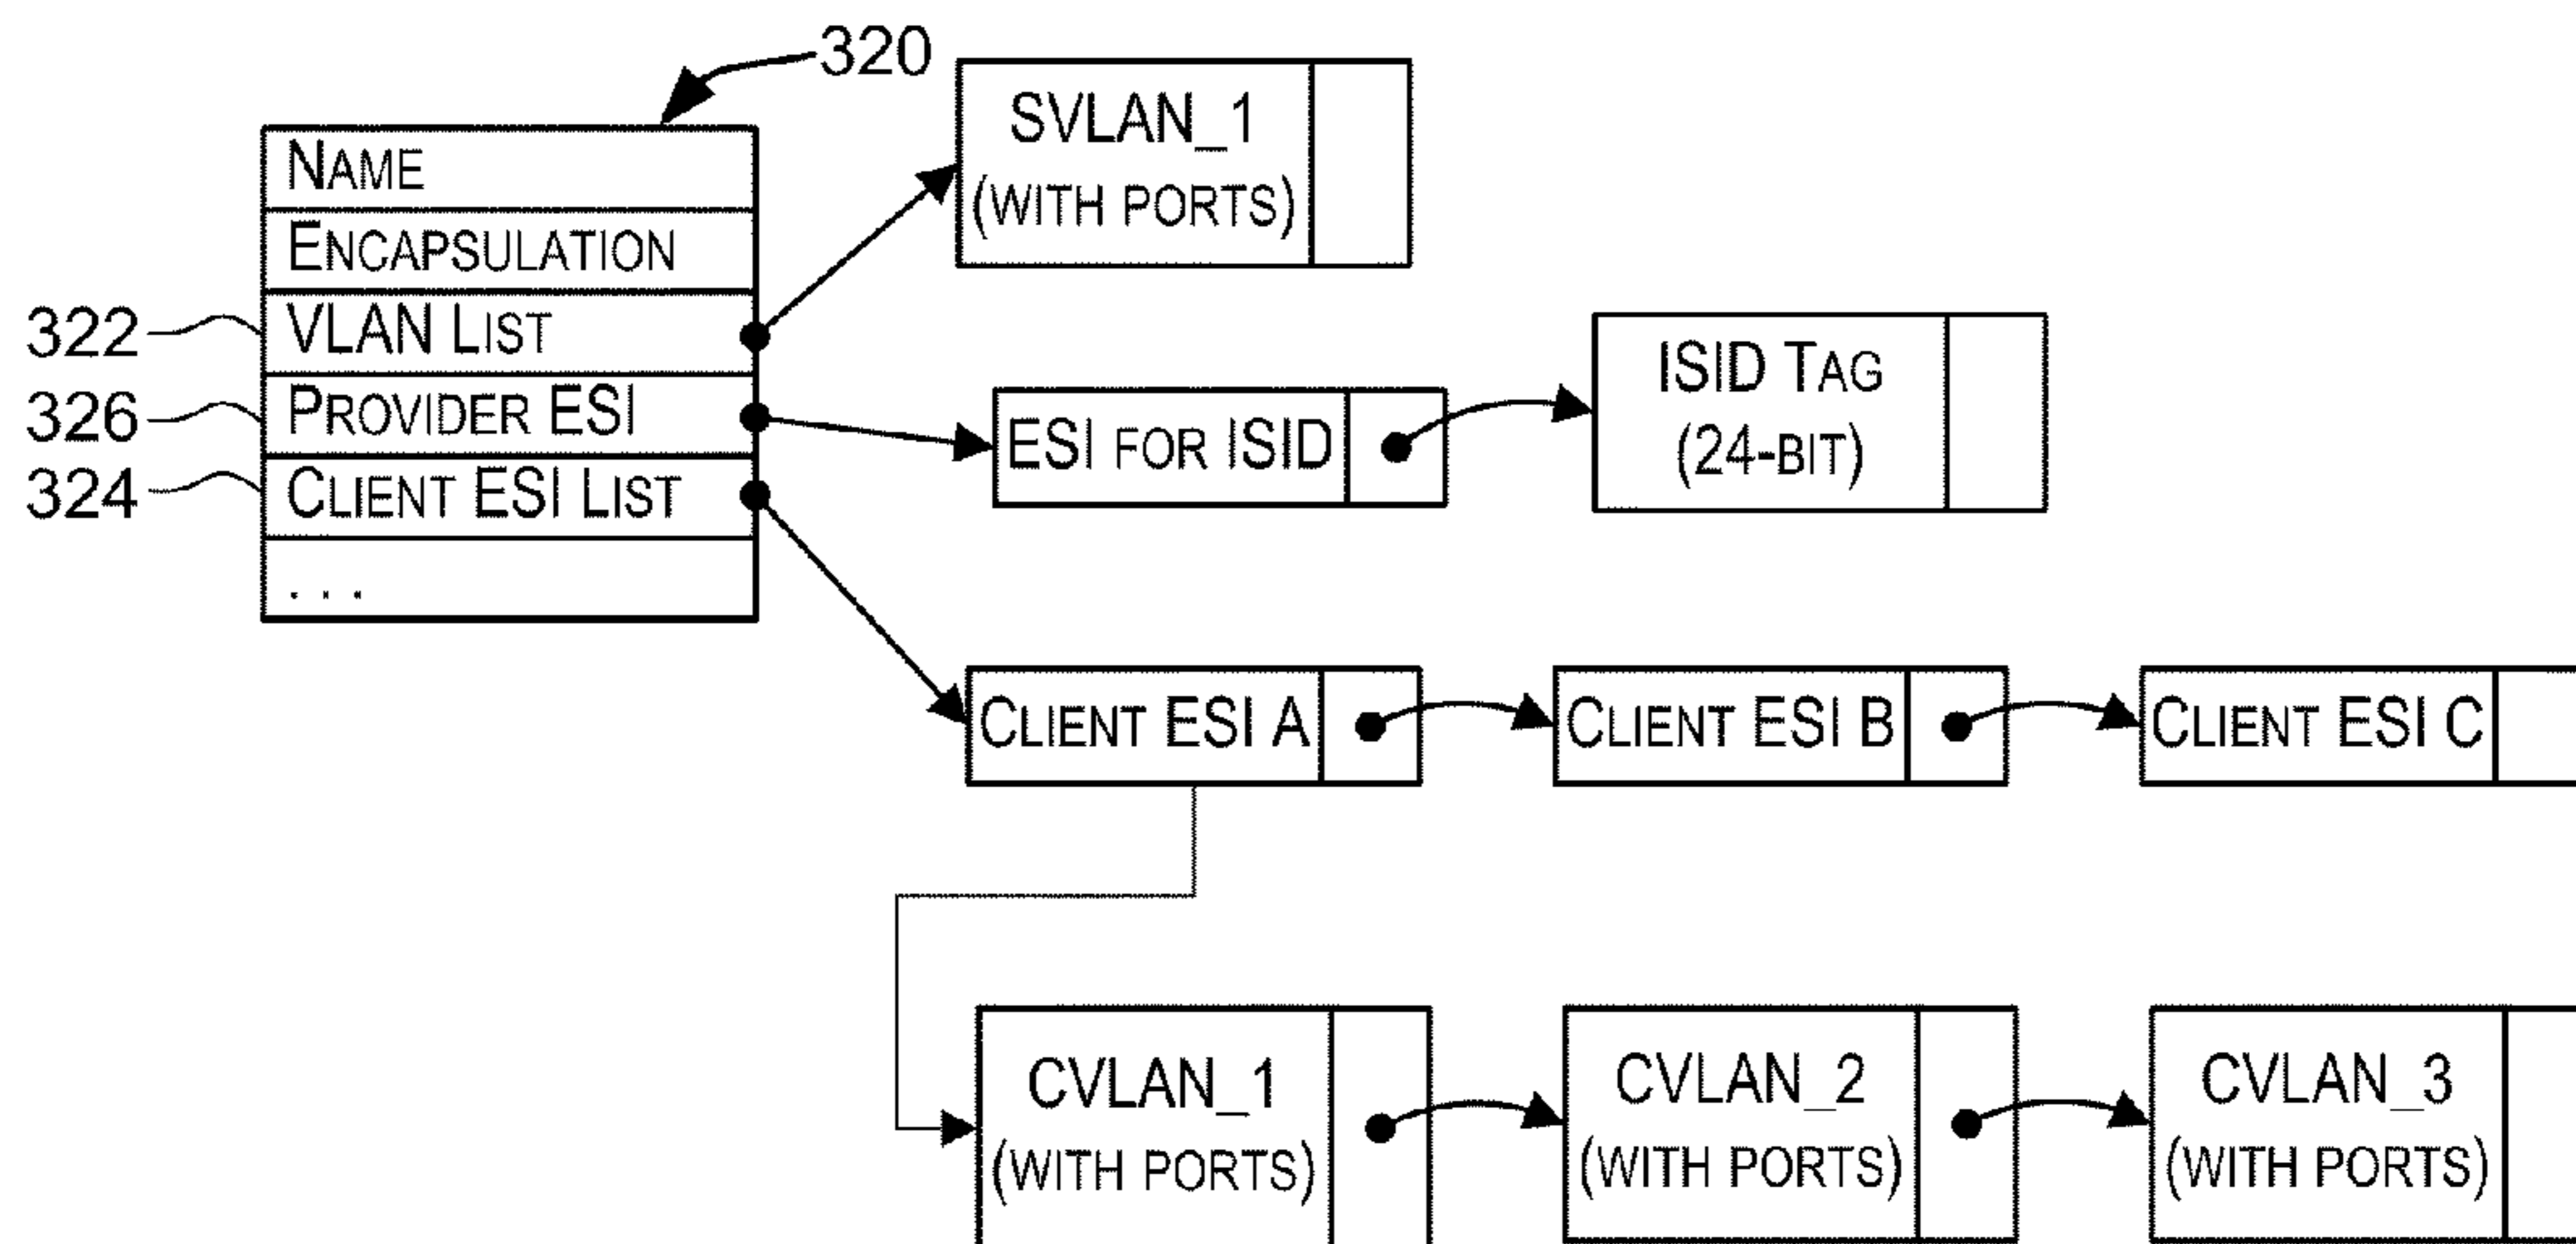 320
NAME
ENCAPSULATION
322
VLAN LIST
326
PROVIDER ESI
324
CLIENT ESI LIST
. . .
SVLAN_1
(WITH PORTS)
ESI FOR ISID
ISID TAG
(24-BIT)
CLIENT ESI A
CLIENT ESI B
CLIENT ESI C
CVLAN_1
(WITH PORTS)
CVLAN_2
(WITH PORTS)
CVLAN_3
(WITH PORTS)